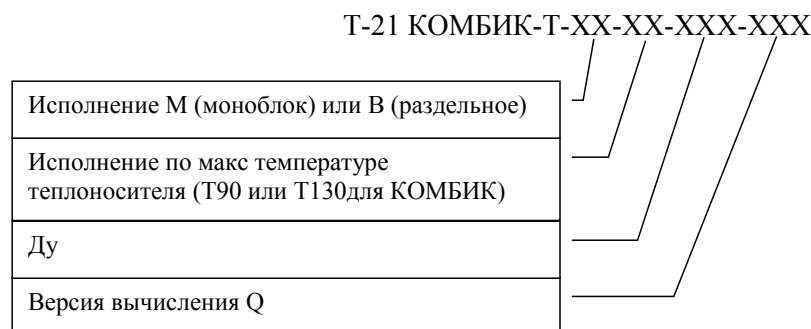 Т-21 КОМБИК-Т-ХХ-ХХ-ХХХ-ХХХ
Исполнение М (моноблок) или В (раздельное)
Исполнение по макс температуре
теплоносителя (Т90 или Т130для КОМБИК)
Ду
Версия вычисления Q